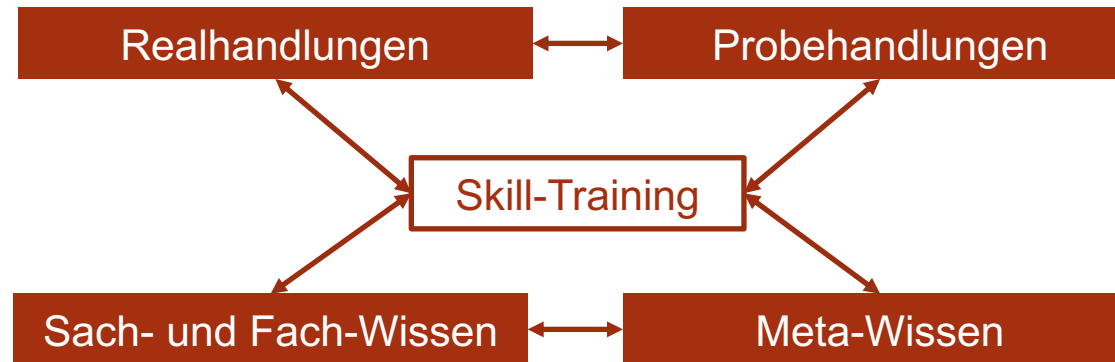 Realhandlungen
Probehandlungen
Skill-Training
Sach- und Fach-Wissen
Meta-Wissen